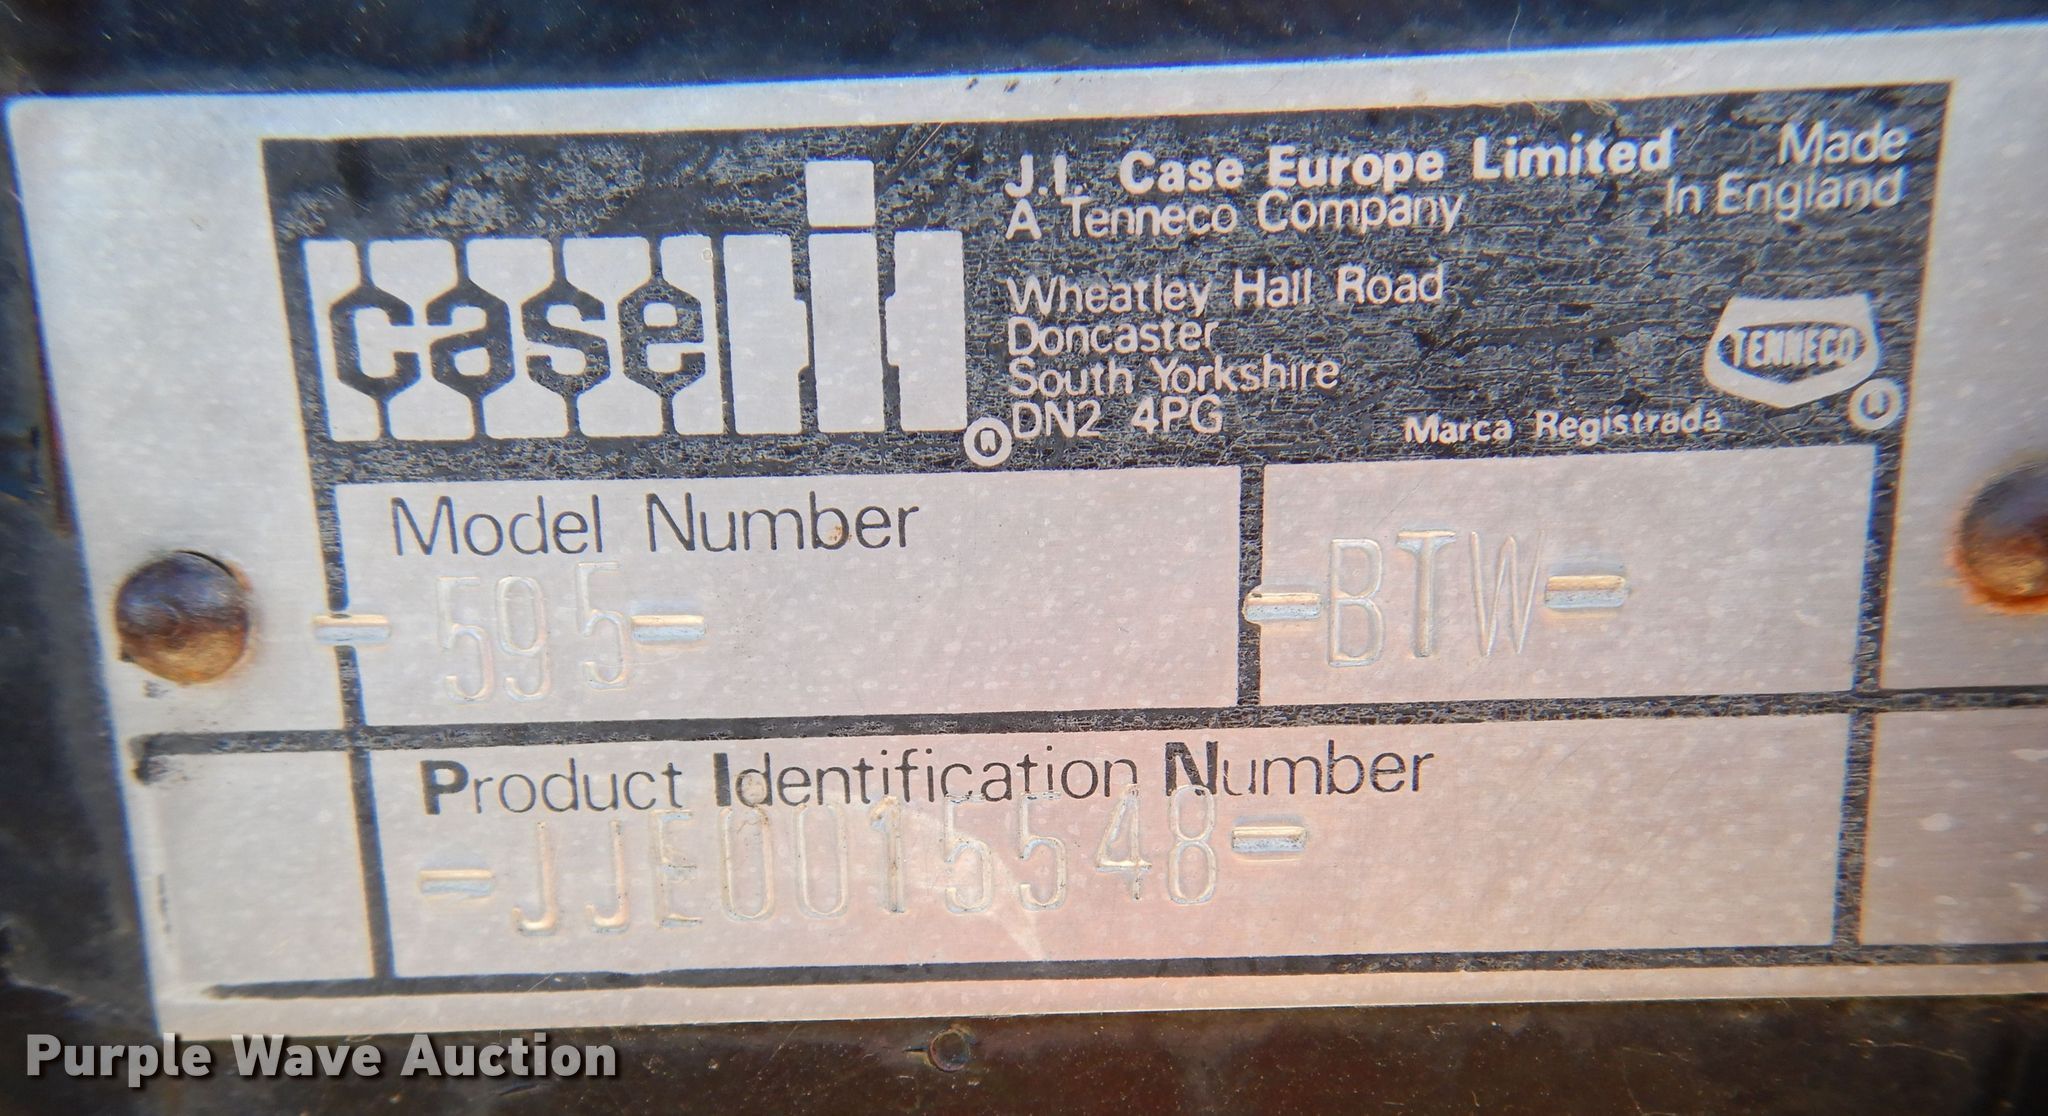 case iH
J.I. Case Europe Limited
A Tenneco Company
Made
In England
Wheatley Hall Road
Doncaster
South Yorkshire
DN2 4PG
TENNECO
Marca Registrada
Model Number
-595-
-BTW-
Product Identification Number
-JJE0015548-
Purple Wave Auction